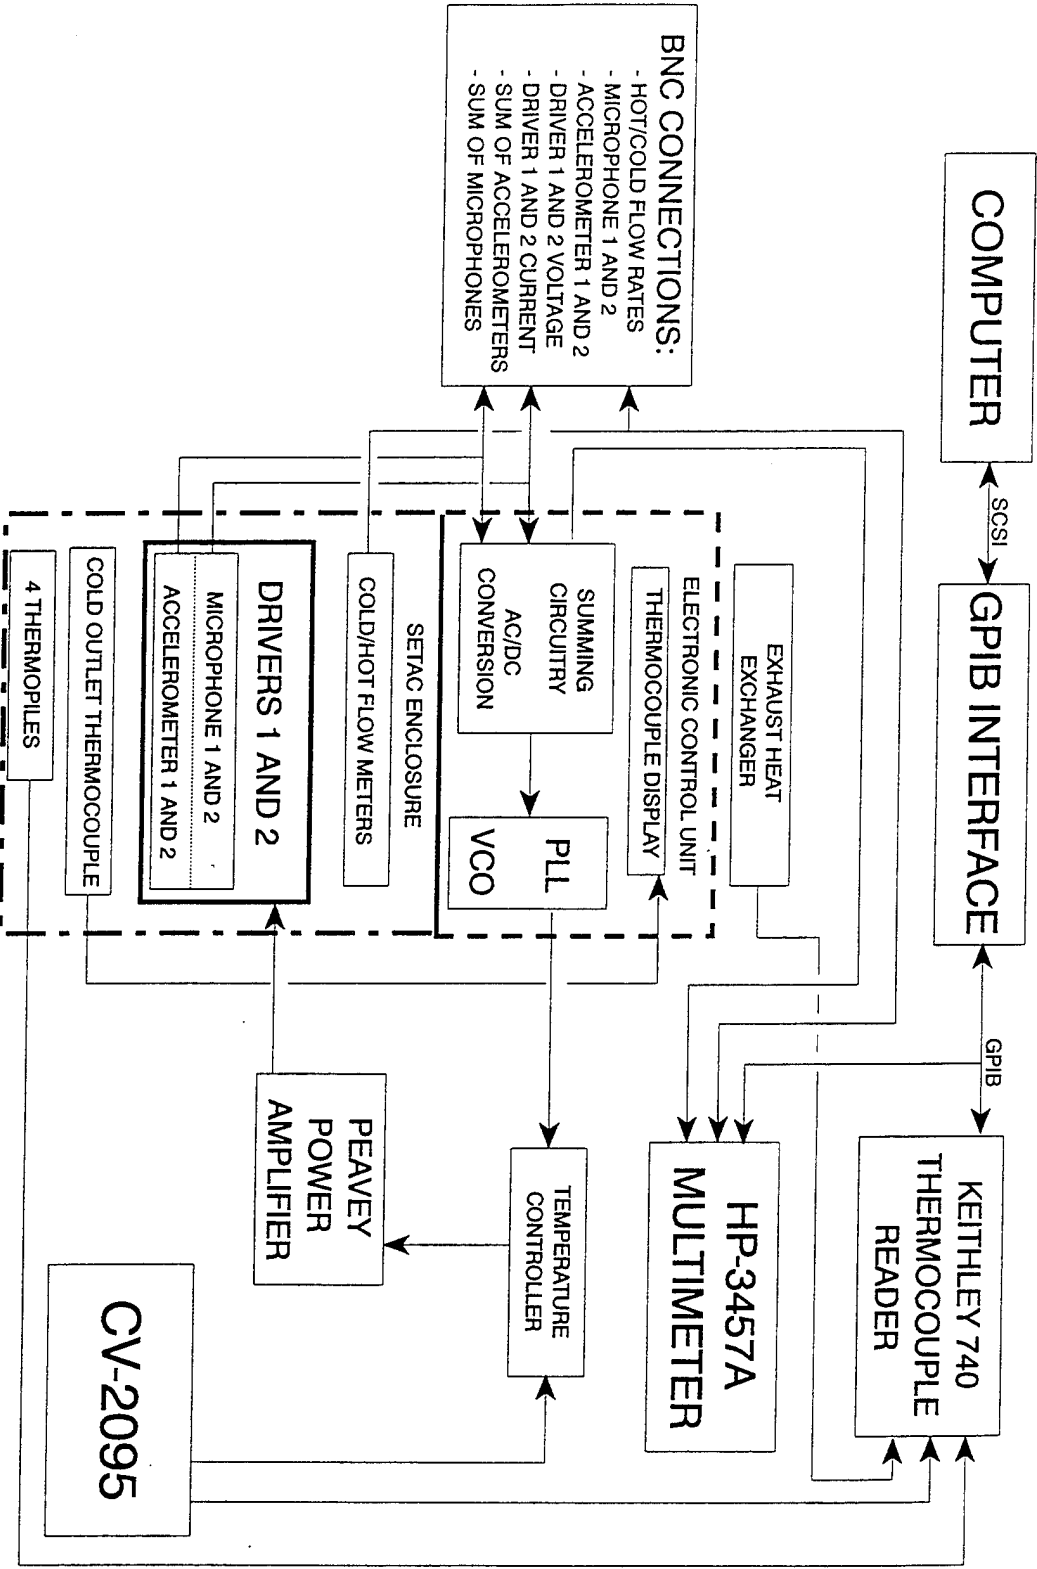 COMPUTER
SCSI
GPIB INTERFACE
GPIB
KEITHLEY 740
THERMOCOUPLE
READER
BNC CONNECTIONS:
- HOT/COLD FLOW RATES
- MICROPHONE 1 AND 2
- ACCELEROMETER 1 AND 2
- DRIVER 1 AND 2 VOLTAGE
- DRIVER 1 AND 2 CURRENT
- SUM OF ACCELEROMETERS
- SUM OF MICROPHONES
EXHAUST HEAT
EXCHANGER
ELECTRONIC CONTROL UNIT
THERMOCOUPLE DISPLAY
SUMMING
CIRCUITRY
AC/DC
CONVERSION
PLL
VCO
HP-3457A
MULTIMETER
TEMPERATURE
CONTROLLER
SETAC ENCLOSURE
COLD/HOT FLOW METERS
DRIVERS 1 AND 2
MICROPHONE 1 AND 2
ACCELEROMETER 1 AND 2
COLD OUTLET THERMOCOUPLE
4 THERMOPILES
PEAVEY
POWER
AMPLIFIER
CV-2095